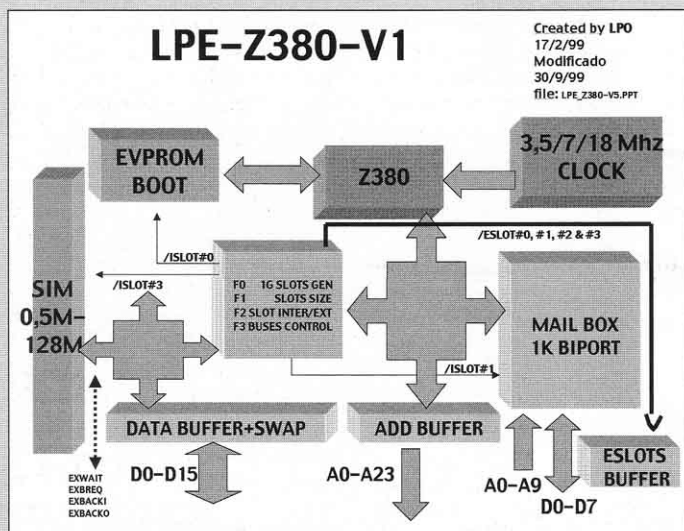 LPE-Z380-V1
Created by LPO
17/2/99
Modificado
30/9/99
file: LPE_Z380-V5.PPT
EVPROM
BOOT
Z380
3,5/7/18 Mhz
CLOCK
/ESLOT#0, #1, #2 & #3
/ISLOT#0
/ISLOT#3
F0 1G SLOTS GEN
F1 SLOTS SIZE
F2 SLOT INTER/EXT
F3 BUSES CONTROL
SIM
0,5M-
128M
MAIL BOX
1K BIPORT
/ISLOT#1
DATA BUFFER+SWAP
ADD BUFFER
ESLOTS
BUFFER
EXWAIT
EXBREQ
EXBACKI
EXBACKO
D0-D15
A0-A23
A0-A9
D0-D7